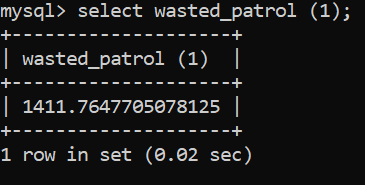 mysql> select wasted_patrol (1);
+--------------------+
| wasted_patrol (1)  |
+--------------------+
| 1411.7647705078125 |
+--------------------+
1 row in set (0.02 sec)